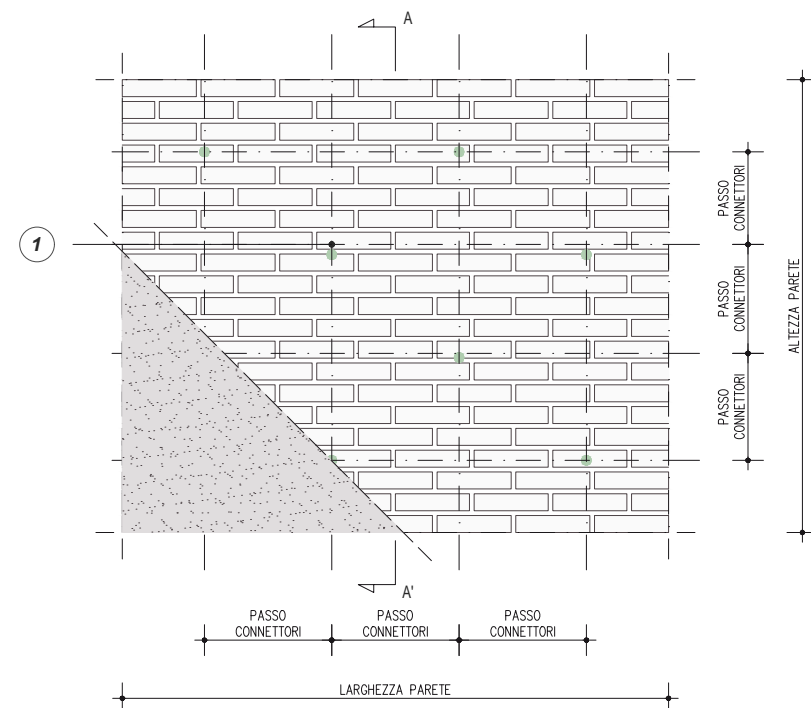 A
1
PASSO
CONNETTORI
PASSO
CONNETTORI
PASSO
CONNETTORI
ALTEZZA PARETE
A'
PASSO
CONNETTORI
PASSO
CONNETTORI
PASSO
CONNETTORI
LARGHEZZA PARETE